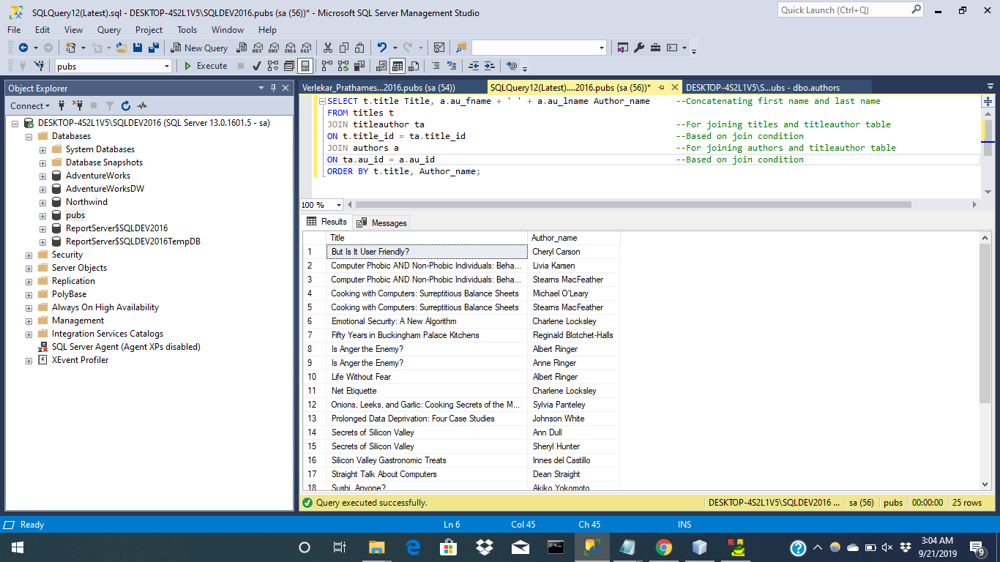 SQLQuery12(Latest).sql - DESKTOP-4S2L1V5\SQLDEV2016.pubs (sa (56))* - Microsoft SQL Server Management Studio
Quick Launch (Ctrl+Q)
File Edit View Query Project Tools Window Help
New Query MDX DMX XMLA DAX
pubs Execute
Object Explorer
Connect
DESKTOP-4S2L1V5\SQLDEV2016 (SQL Server 13.0.1601.5 - sa)
Databases
System Databases
Database Snapshots
AdventureWorks
AdventureWorksDW
Northwind
pubs
ReportServer$SQLDEV2016
ReportServer$SQLDEV2016TempDB
Security
Server Objects
Replication
PolyBase
Always On High Availability
Management
Integration Services Catalogs
SQL Server Agent (Agent XPs disabled)
XEvent Profiler
Verlekar_Prathames...2016.pubs (sa (54)) SQLQuery12(Latest)....2016.pubs (sa (56))* DESKTOP-4S2L1V5\S...ubs - dbo.authors
SELECT t.title Title, a.au_fname + ' ' + a.au_lname Author_name --Concatenating first name and last name
FROM titles t
JOIN titleauthor ta --For joining titles and titleauthor table
ON t.title_id = ta.title_id --Based on join condition
JOIN authors a --For joining authors and titleauthor table
ON ta.au_id = a.au_id --Based on join condition
ORDER BY t.title, Author_name;
100 %
Results Messages
Title Author_name
1 But Is It User Friendly? Cheryl Carson
2 Computer Phobic AND Non-Phobic Individuals: Beha... Livia Karsen
3 Computer Phobic AND Non-Phobic Individuals: Beha... Stearns MacFeather
4 Cooking with Computers: Surreptitious Balance Sheets Michael O'Leary
5 Cooking with Computers: Surreptitious Balance Sheets Stearns MacFeather
6 Emotional Security: A New Algorithm Charlene Locksley
7 Fifty Years in Buckingham Palace Kitchens Reginald Blotchet-Halls
8 Is Anger the Enemy? Albert Ringer
9 Is Anger the Enemy? Anne Ringer
10 Life Without Fear Albert Ringer
11 Net Etiquette Charlene Locksley
12 Onions, Leeks, and Garlic: Cooking Secrets of the M... Sylvia Panteley
13 Prolonged Data Deprivation: Four Case Studies Johnson White
14 Secrets of Silicon Valley Ann Dull
15 Secrets of Silicon Valley Sheryl Hunter
16 Silicon Valley Gastronomic Treats Innes del Castillo
17 Straight Talk About Computers Dean Straight
18 Sushi, Anyone? Akiko Yokomoto
Query executed successfully. DESKTOP-4S2L1V5\SQLDEV2016 ... sa (56) pubs 00:00:00 25 rows
Ready Ln 6 Col 45 Ch 45 INS
3:04 AM
9/21/2019
9